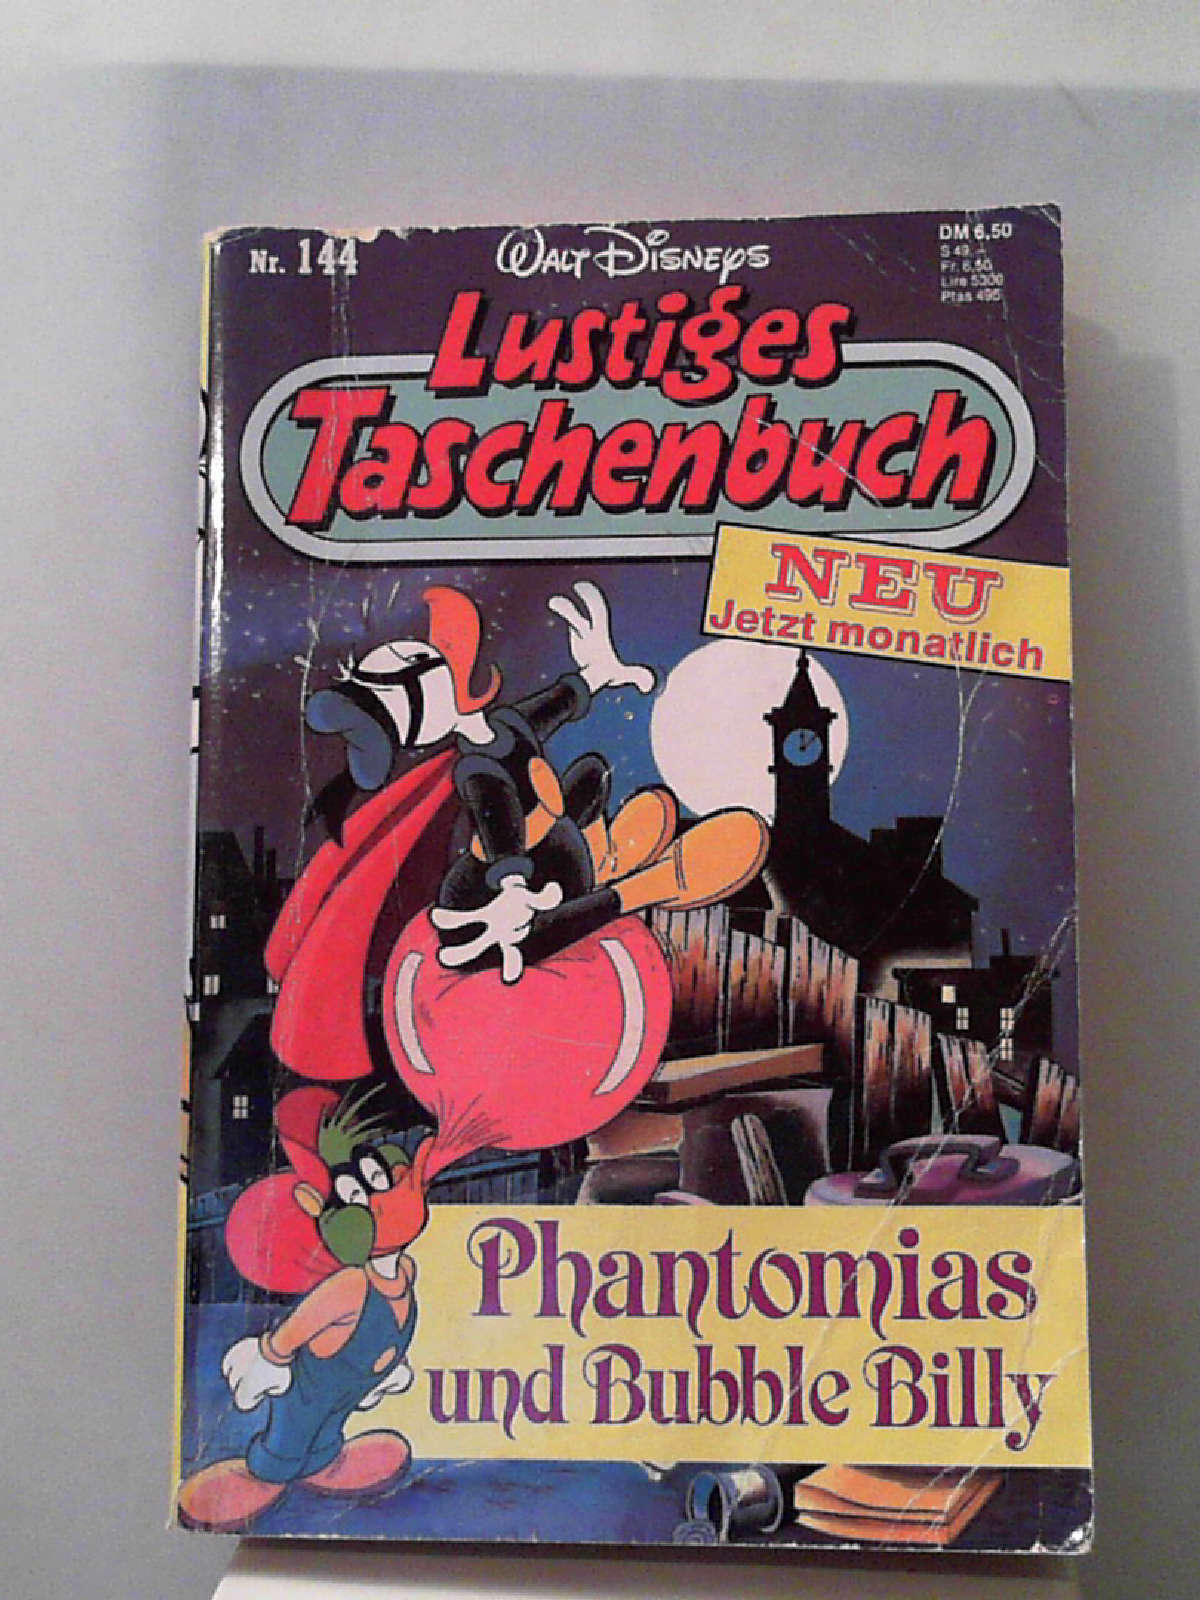 Nr. 144
WALT DISNEYS
DM 6,50
S 49,-
Fr. 6,50
Lire 5300
Ptas 495
Lustiges
Taschenbuch
NEU
Jetzt monatlich
Phantomias
und Bubble Billy